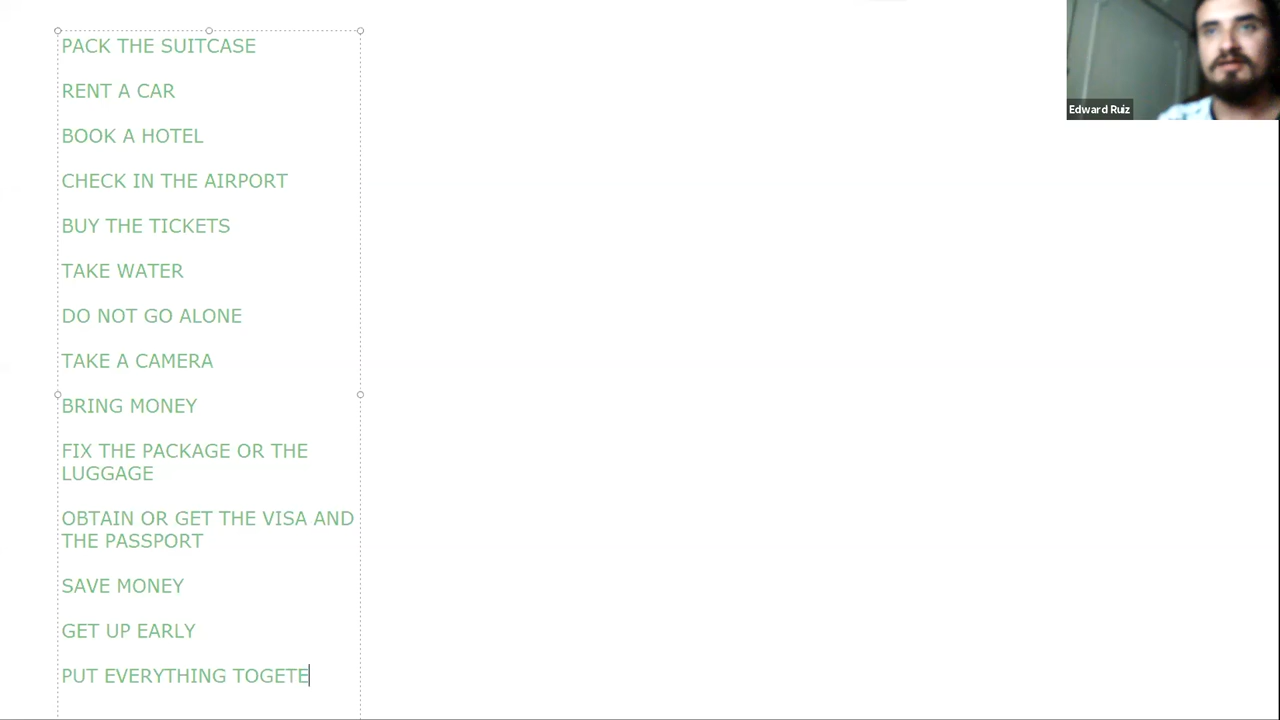 PACK THE SUITCASE
RENT A CAR
BOOK A HOTEL
CHECK IN THE AIRPORT
BUY THE TICKETS
TAKE WATER
DO NOT GO ALONE
TAKE A CAMERA
BRING MONEY
FIX THE PACKAGE OR THE
LUGGAGE
OBTAIN OR GET THE VISA AND
THE PASSPORT
SAVE MONEY
GET UP EARLY
PUT EVERYTHING TOGETE
Edward Ruiz